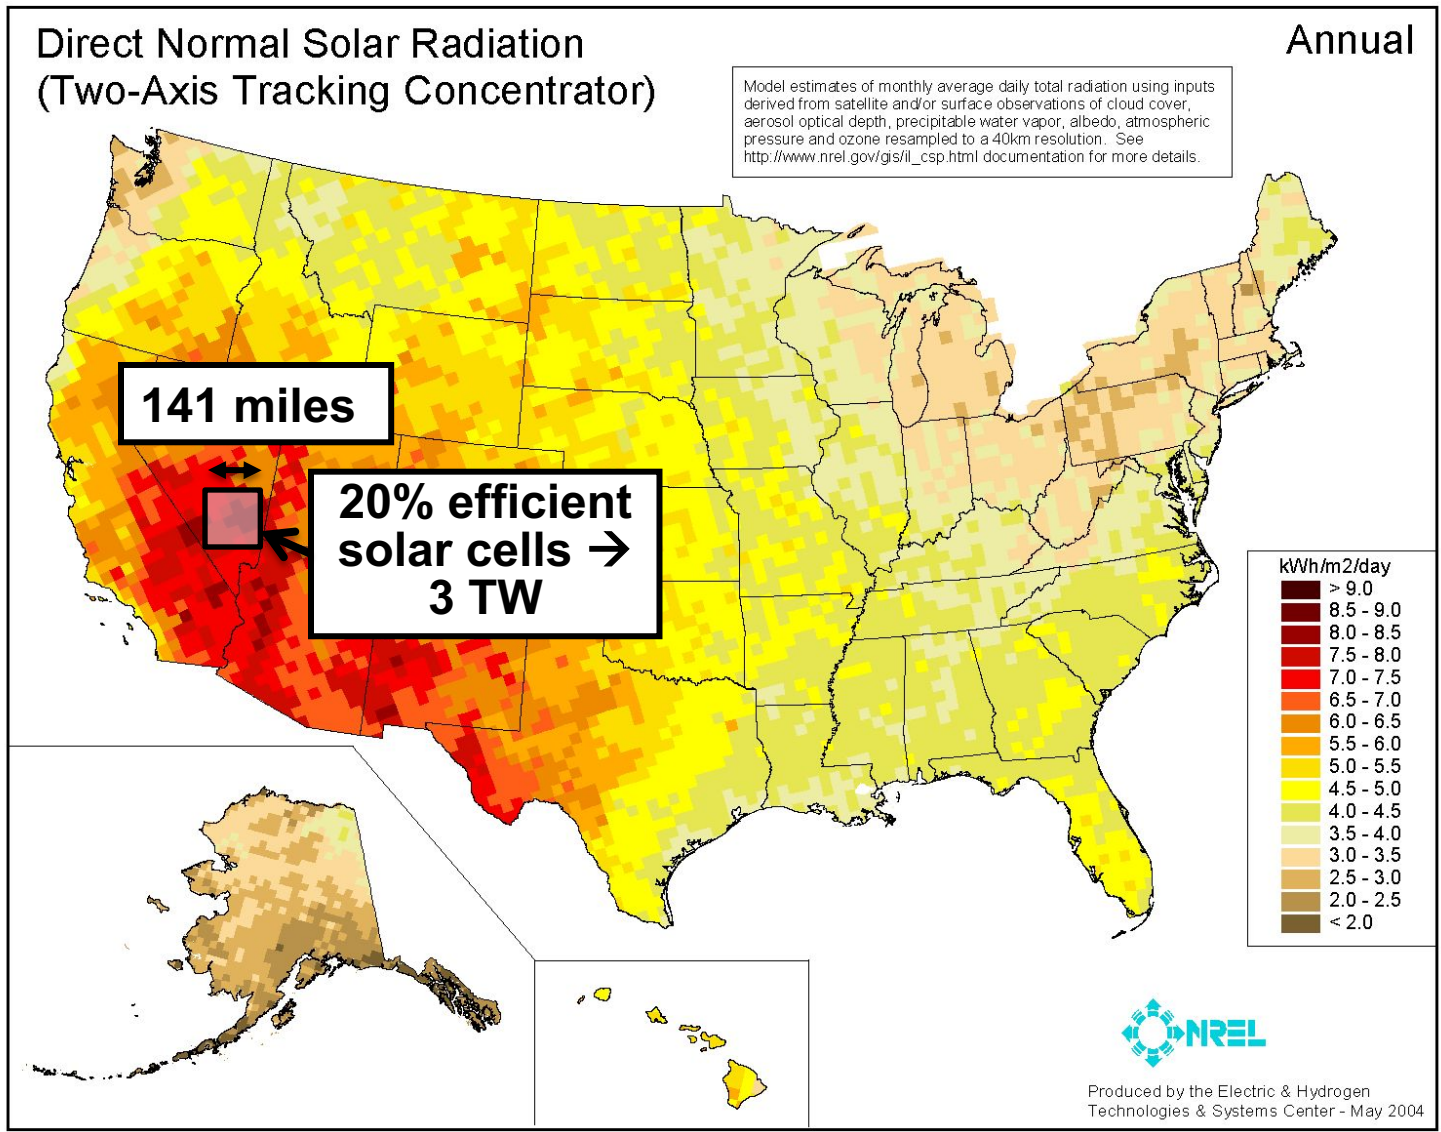 Direct Normal Solar Radiation
(Two-Axis Tracking Concentrator)
Annual
Model estimates of monthly average daily total radiation using inputs
derived from satellite and/or surface observations of cloud cover,
aerosol optical depth, precipitable water vapor, albedo, atmospheric
pressure and ozone resampled to a 40km resolution. See
http://www.nrel.gov/gis/il_csp.html documentation for more details.
141 miles
20% efficient
solar cells →
3 TW
kWh/m2/day
> 9.0
8.5 - 9.0
8.0 - 8.5
7.5 - 8.0
7.0 - 7.5
6.5 - 7.0
6.0 - 6.5
5.5 - 6.0
5.0 - 5.5
4.5 - 5.0
4.0 - 4.5
3.5 - 4.0
3.0 - 3.5
2.5 - 3.0
2.0 - 2.5
< 2.0
NREL
Produced by the Electric & Hydrogen
Technologies & Systems Center - May 2004